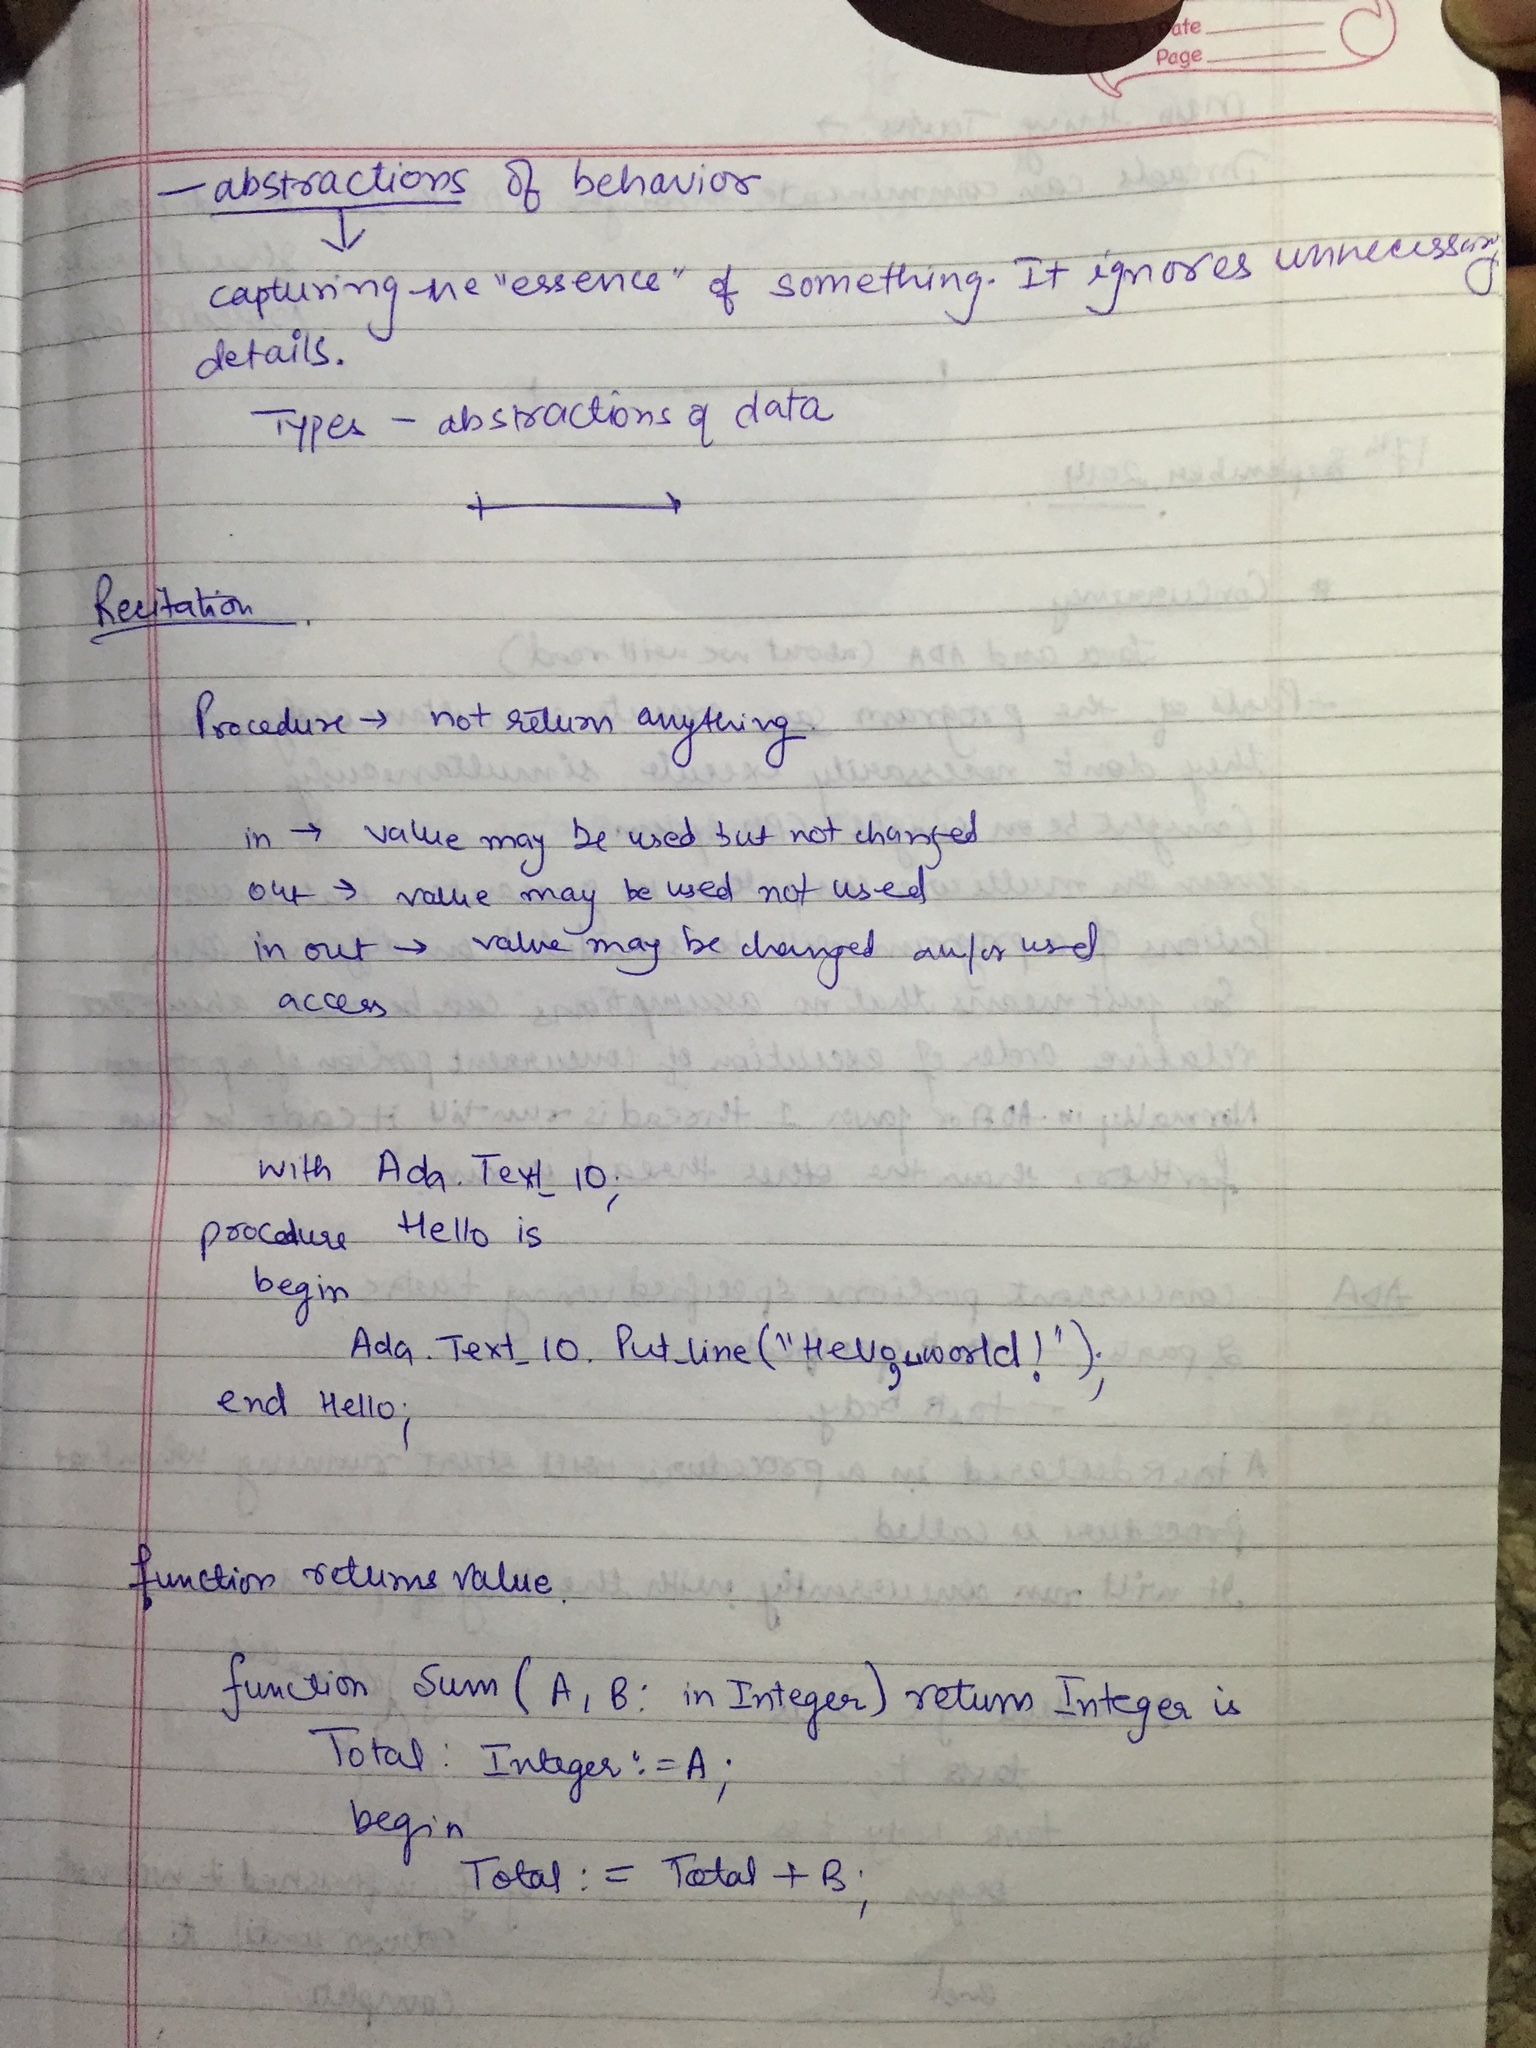 Date
Page
- abstractions of behavior
↓
capturing the "essence" of something. It ignores unnecessary
details.
Types - abstractions of data
Recitation.
Procedure → not return anything.
in → value may be used but not changed
out → value may be used not used
in out → value may be changed an/or used
access
with Ada.Text_IO;
procedure Hello is
begin
Ada.Text_IO.Put_line("Hello, world!");
end Hello;
function returns value.
function Sum (A, B: in Integer) return Integer is
Total: Integer := A;
begin
Total := Total + B;